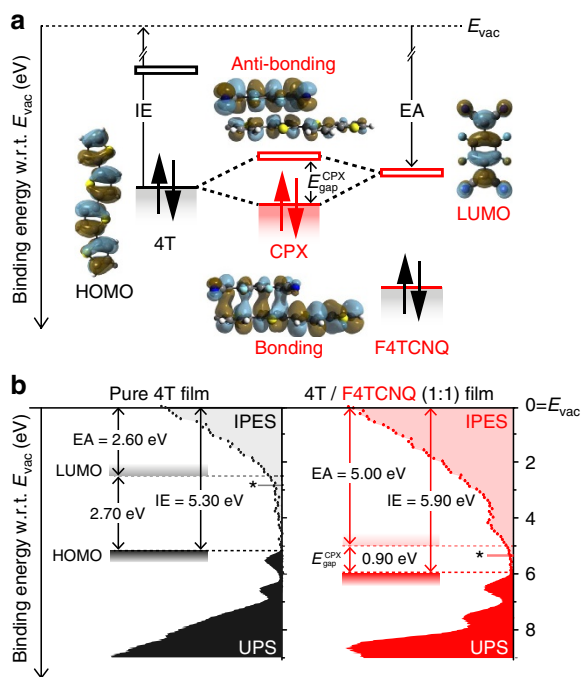 a
E_vac
Binding energy w.r.t. E_vac (eV)
Anti-bonding
IE
EA
E_gap^CPX
LUMO
4T
CPX
HOMO
Bonding
F4TCNQ
b
Pure 4T film
4T / F4TCNQ (1:1) film
Binding energy w.r.t. E_vac (eV)
IPES
IPES
0=E_vac
EA = 2.60 eV
EA = 5.00 eV
2
LUMO
IE = 5.30 eV
IE = 5.90 eV
*
2.70 eV
4
HOMO
*
E_gap^CPX
0.90 eV
6
8
UPS
UPS